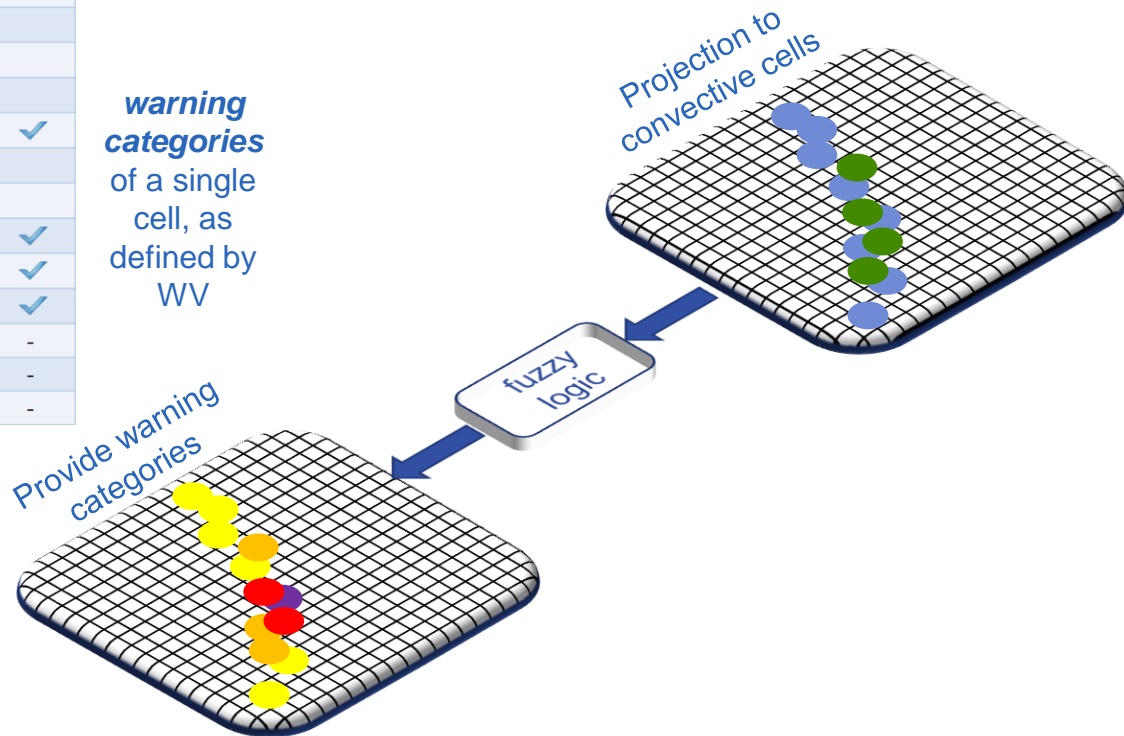 warning
categories
of a single
cell, as
defined by
WV
-
-
-
Projection to
convective cells
fuzzy
logic
Provide warning
categories